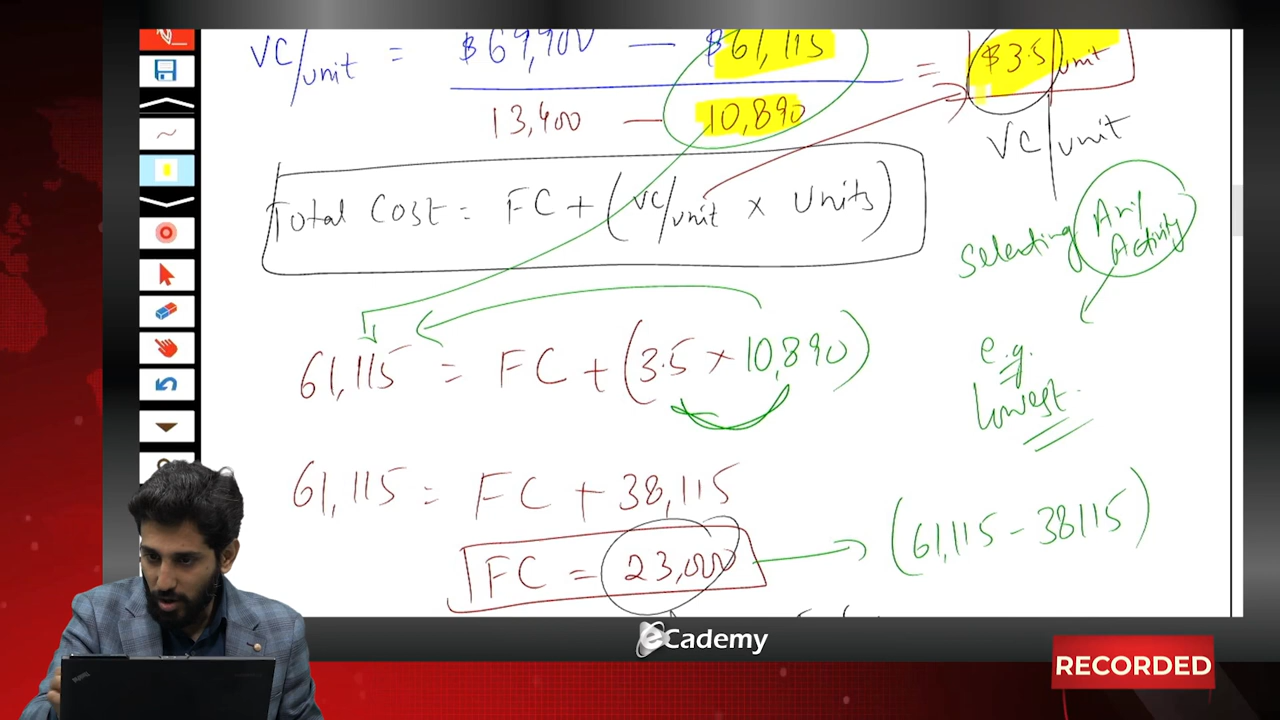 VC/unit = $69,900 — $61,115 = $3.5/unit
13,400 — 10,890
VC/unit
Total Cost = FC + (VC/unit x Units)
Selecting Any
Activity
61,115 = FC + (3.5 x 10,890)
e.g.
lowest
61,115 = FC + 38,115
FC = 23,000
(61,115 - 38115)
eCademy
RECORDED